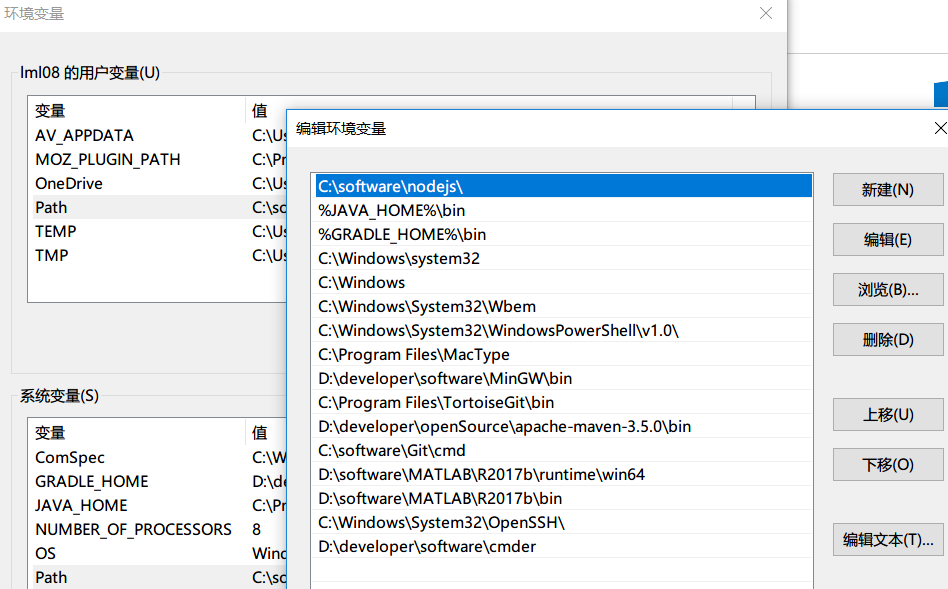 环境变量
lml08 的用户变量(U)
变量 值
AV_APPDATA C:\Us
MOZ_PLUGIN_PATH C:\Pr
OneDrive C:\Us
Path C:\so
TEMP C:\Us
TMP C:\Us
系统变量(S)
变量 值
ComSpec C:\W
GRADLE_HOME D:\de
JAVA_HOME C:\Pr
NUMBER_OF_PROCESSORS 8
OS Wind
Path C:\so
编辑环境变量
C:\software\nodejs\
%JAVA_HOME%\bin
%GRADLE_HOME%\bin
C:\Windows\system32
C:\Windows
C:\Windows\System32\Wbem
C:\Windows\System32\WindowsPowerShell\v1.0\
C:\Program Files\MacType
D:\developer\software\MinGW\bin
C:\Program Files\TortoiseGit\bin
D:\developer\openSource\apache-maven-3.5.0\bin
C:\software\Git\cmd
D:\software\MATLAB\R2017b\runtime\win64
D:\software\MATLAB\R2017b\bin
C:\Windows\System32\OpenSSH\
D:\developer\software\cmder
新建(N)
编辑(E)
浏览(B)...
删除(D)
上移(U)
下移(O)
编辑文本(T)...